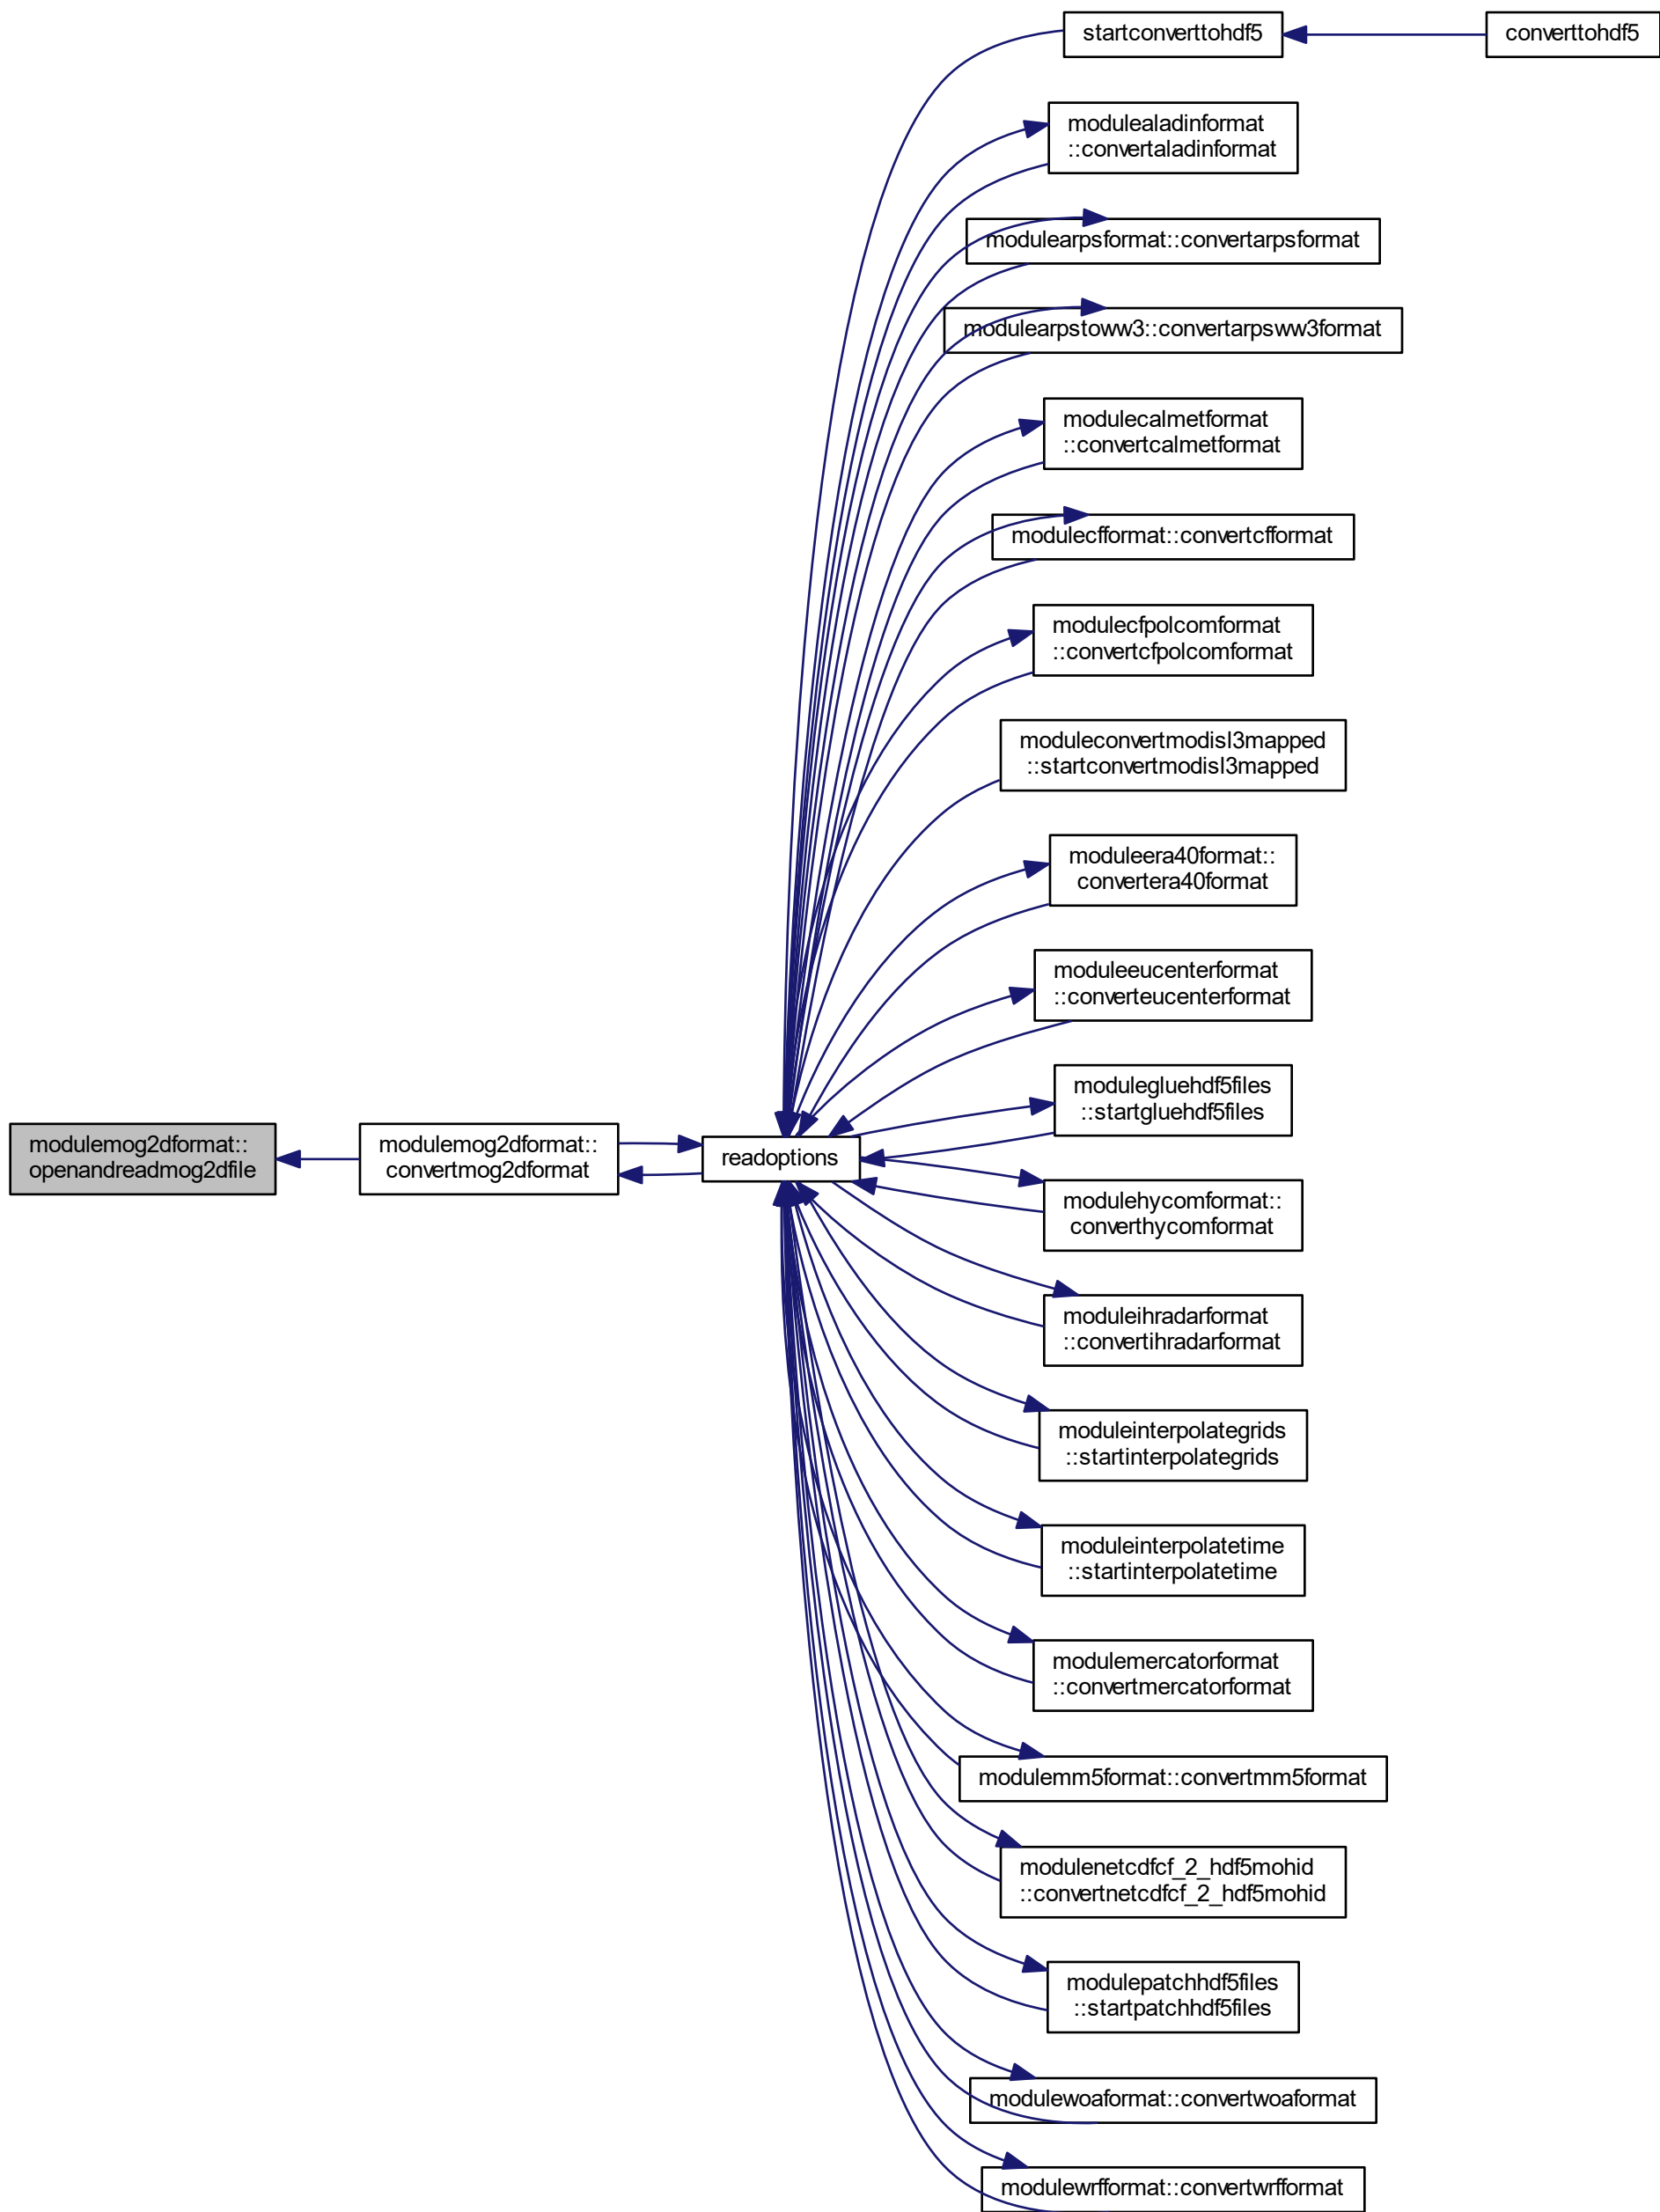 startconverttohdf5
converttohdf5
modulealadinformat
::convertaladinformat
modulearpsformat::convertarpsformat
modulearpstoww3::convertarpsww3format
modulecalmetformat
::convertcalmetformat
modulecfformat::convertcfformat
modulecfpolcomformat
::convertcfpolcomformat
moduleconvertmodisl3mapped
::startconvertmodisl3mapped
moduleera40format::
convertera40format
moduleeucenterformat
::converteucenterformat
modulegluehdf5files
::startgluehdf5files
modulemog2dformat::
openandreadmog2dfile
modulemog2dformat::
convertmog2dformat
readoptions
modulehycomformat::
converthycomformat
moduleihradarformat
::convertihradarformat
moduleinterpolategrids
::startinterpolategrids
moduleinterpolatetime
::startinterpolatetime
modulemercatorformat
::convertmercatorformat
modulemm5format::convertmm5format
modulenetcdfcf_2_hdf5mohid
::convertnetcdfcf_2_hdf5mohid
modulepatchhdf5files
::startpatchhdf5files
modulewoaformat::convertwoaformat
modulewrfformat::convertwrfformat